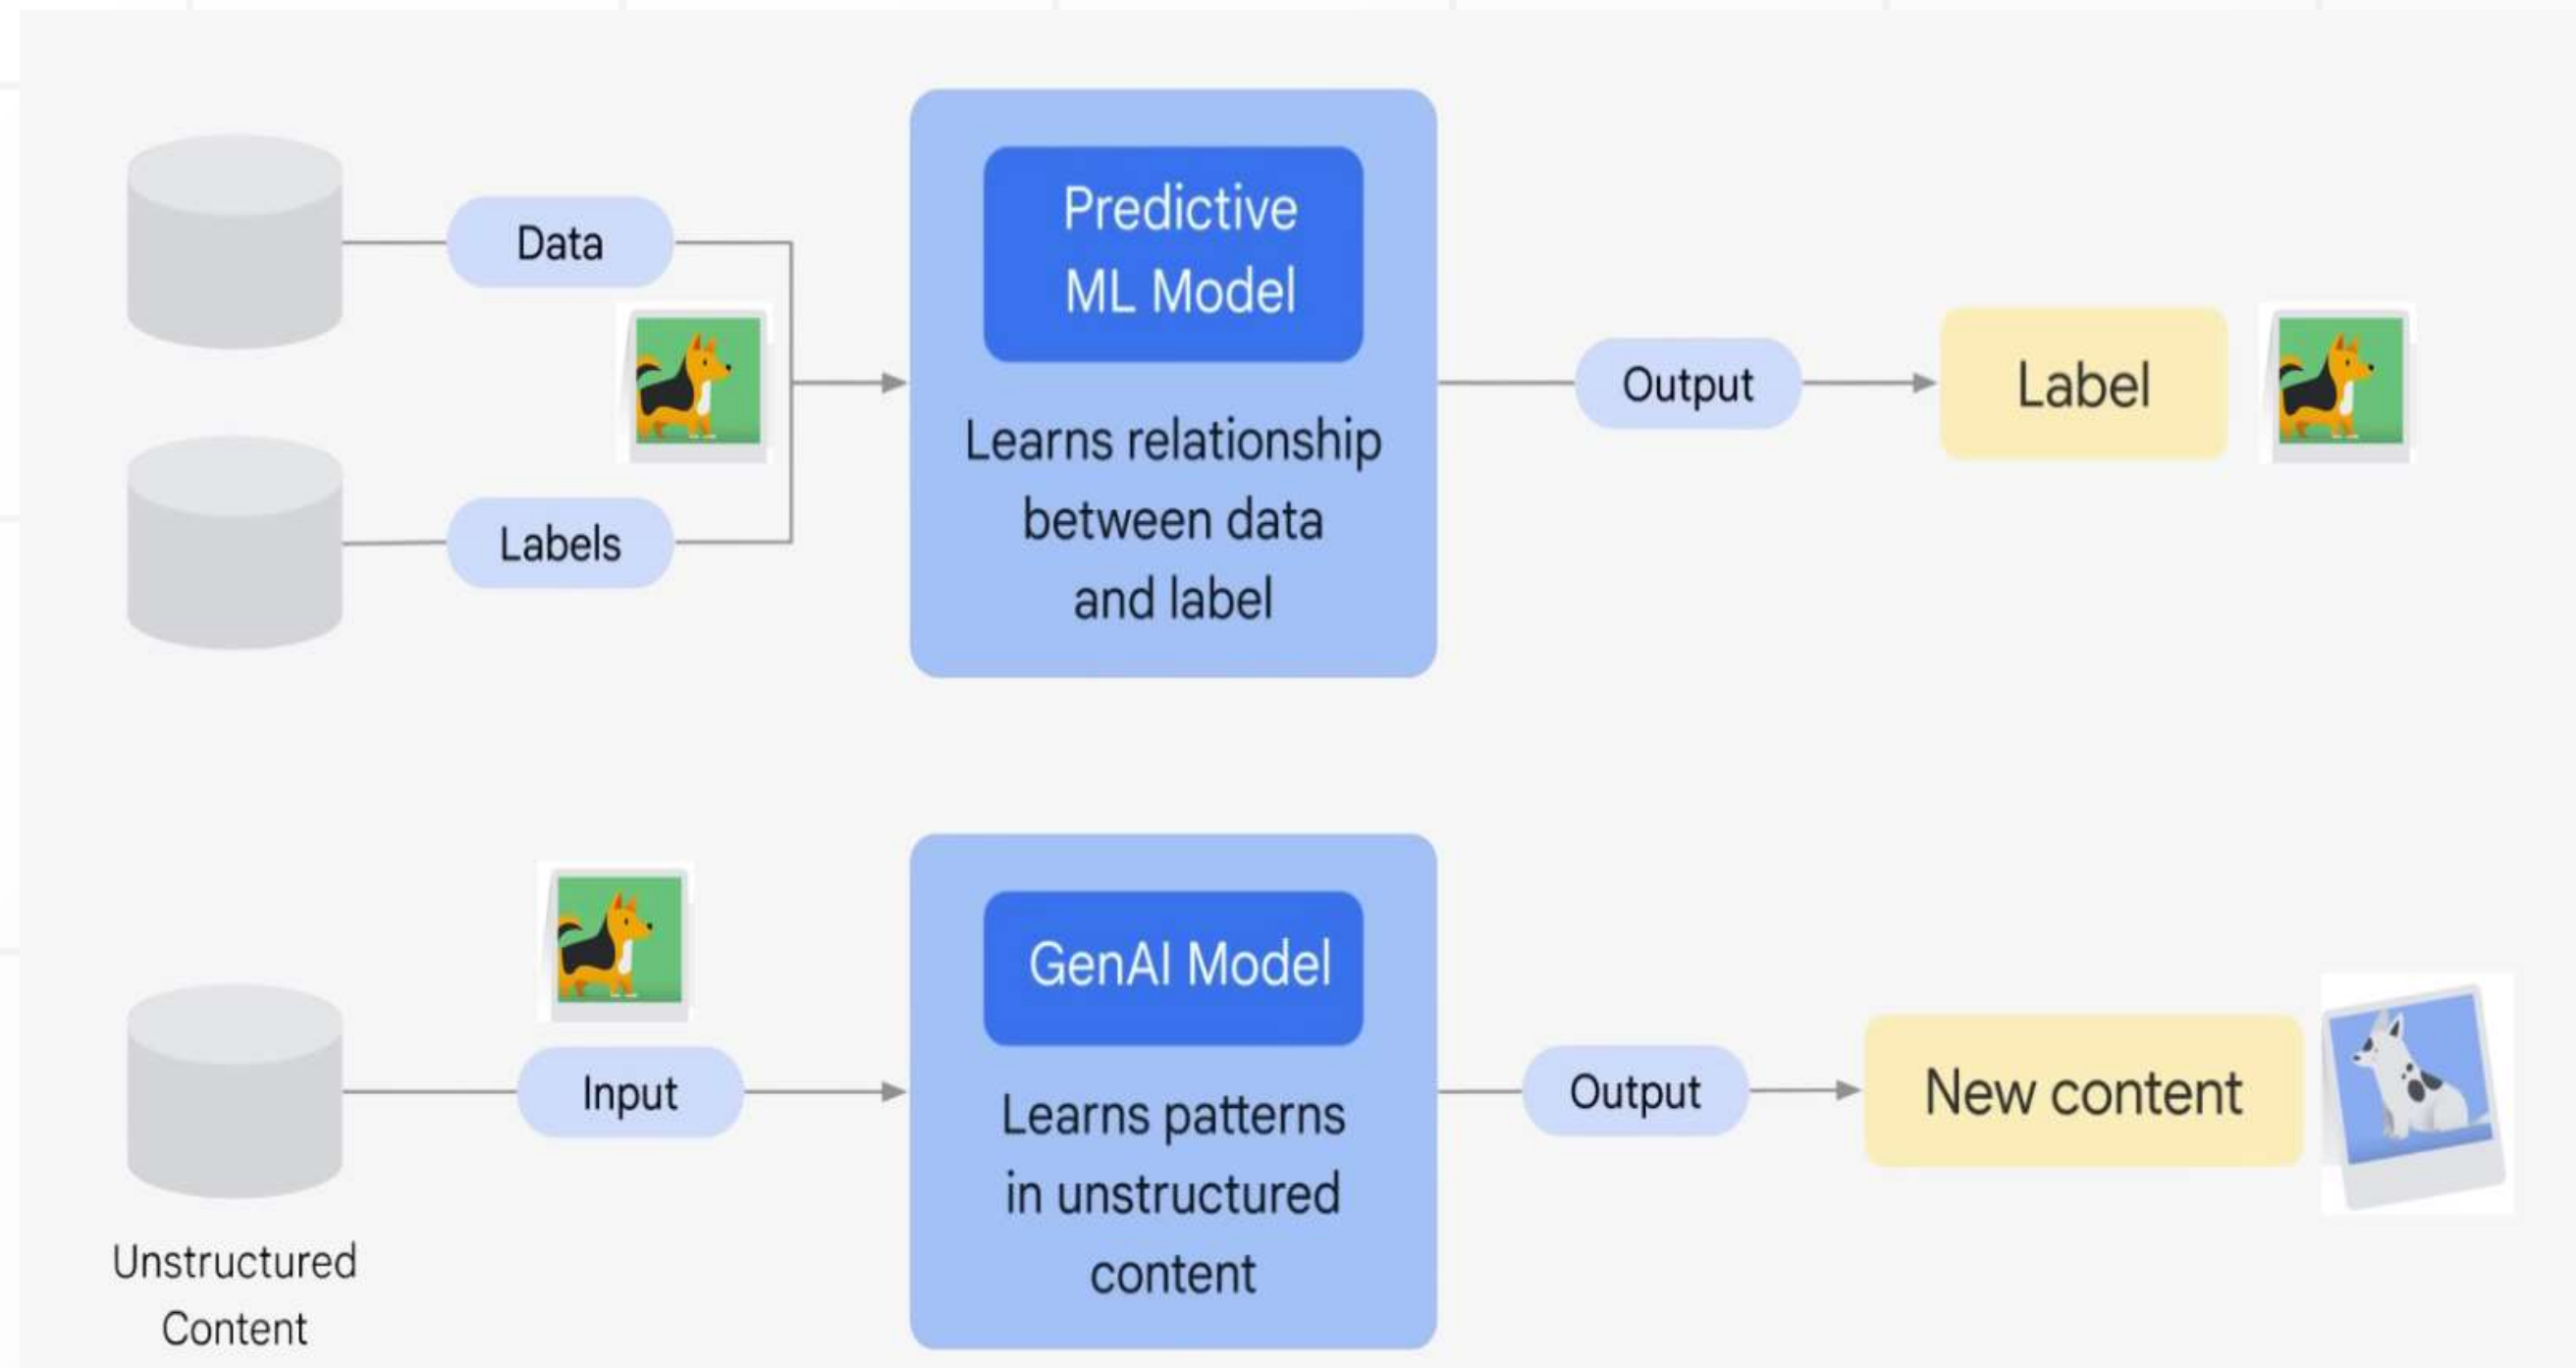 Data
Labels
Predictive
ML Model
Learns relationship
between data
and label
Output
Label
Unstructured
Content
Input
GenAI Model
Learns patterns
in unstructured
content
Output
New content